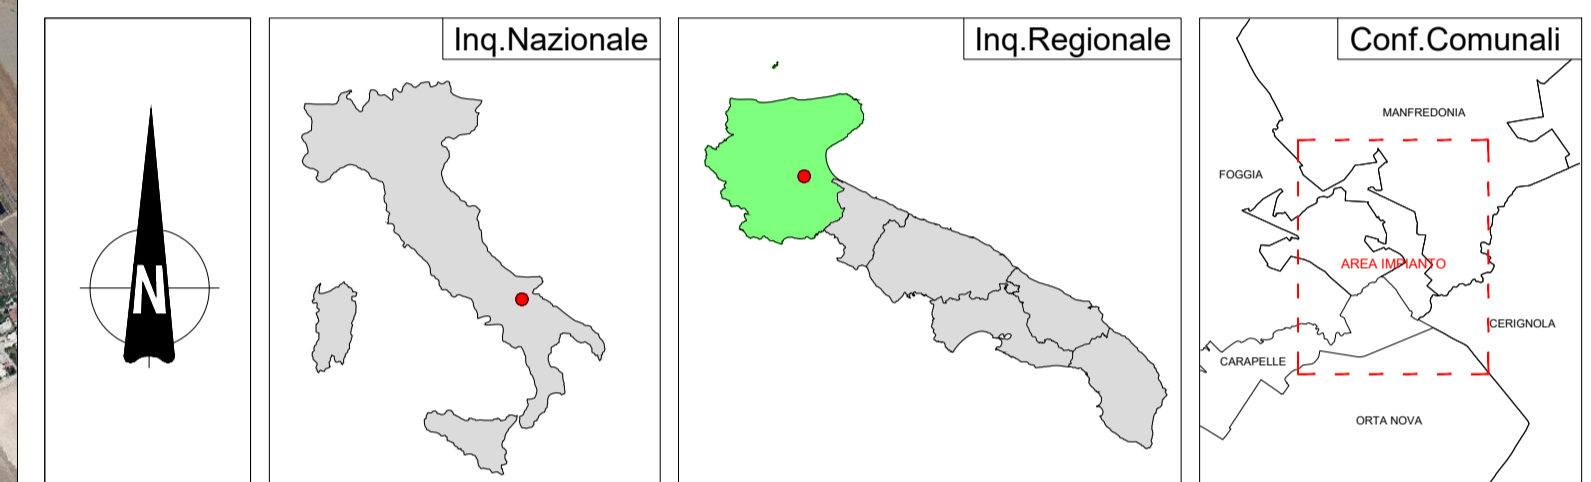 N
Inq.Nazionale
Inq.Regionale
Conf.Comunali
MANFREDONIA
FOGGIA
AREA IMPIANTO
CERIGNOLA
CARAPELLE
ORTA NOVA